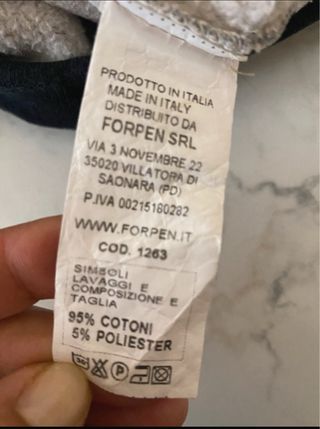 PRODOTTO IN ITALIA
MADE IN ITALY
DISTRIBUITO DA
FORPEN SRL
VIA 3 NOVEMBRE 22
35020 VILLATORA DI
SAONARA (PD)
P.IVA 00215180282
WWW.FORPEN.IT
COD. 1263
SIMBOLI
LAVAGGI E
COMPOSIZIONE E
TAGLIA
95% COTONI
5% POLIESTER